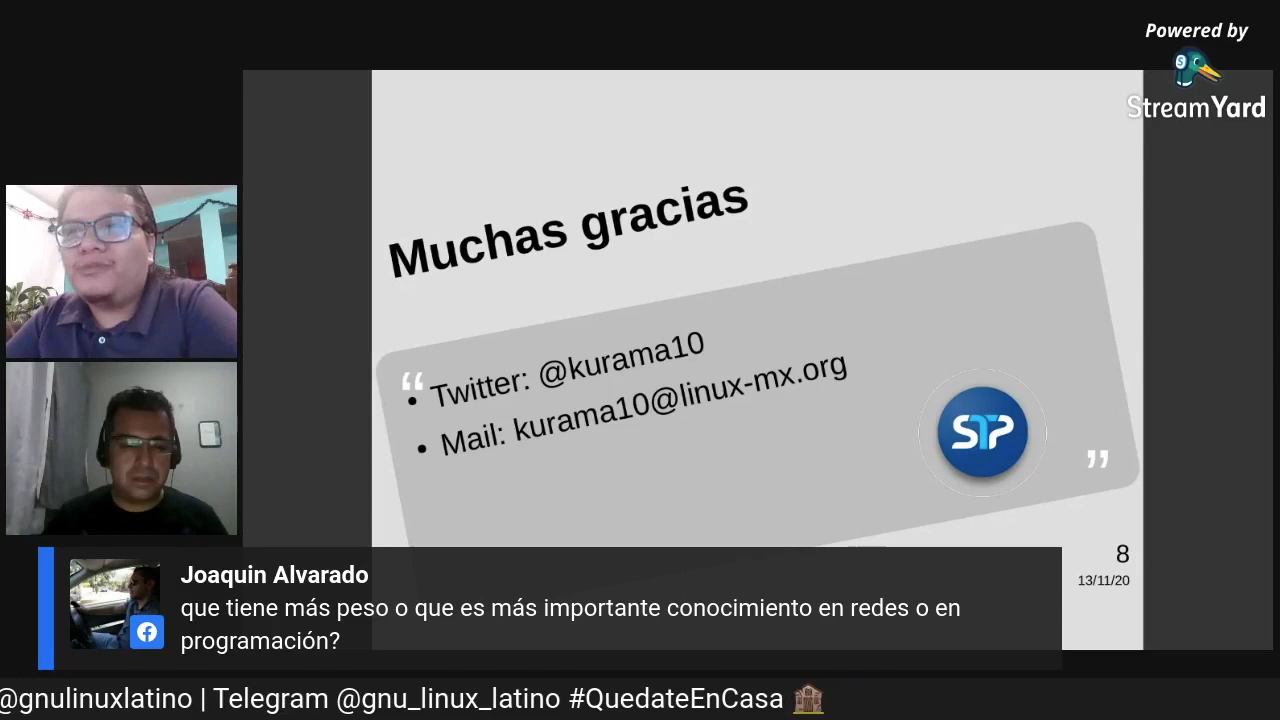 Powered by
StreamYard
Muchas gracias
“
• Twitter: @kurama10
• Mail: kurama10@linux-mx.org
STP
”
8
13/11/20
Joaquin Alvarado
que tiene más peso o que es más importante conocimiento en redes o en
programación?
@gnulinuxlatino | Telegram @gnu_linux_latino #QuedateEnCasa 🏚️